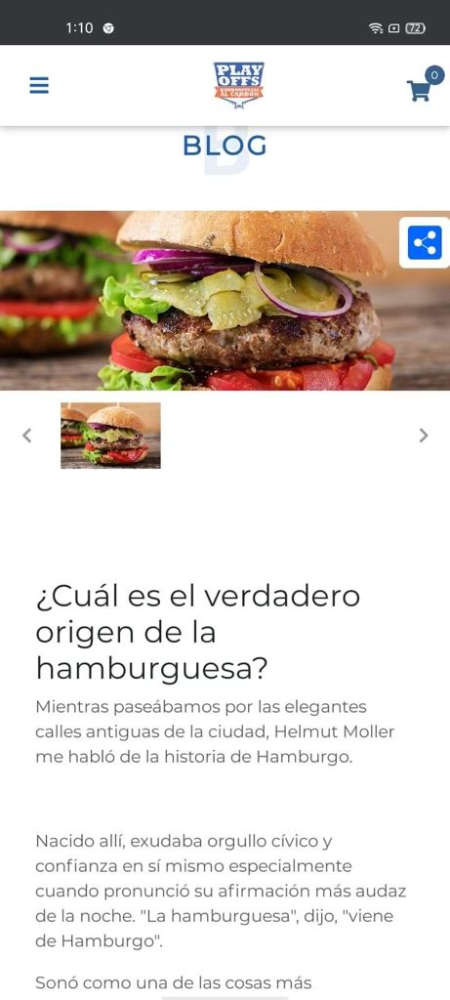 1:10
72
PLAY
OFFS
HAMBURGUESAS
AL CARBÓN
0
B
BLOG
¿Cuál es el verdadero
origen de la
hamburguesa?
Mientras paseábamos por las elegantes
calles antiguas de la ciudad, Helmut Moller
me habló de la historia de Hamburgo.
Nacido allí, exudaba orgullo cívico y
confianza en sí mismo especialmente
cuando pronunció su afirmación más audaz
de la noche. "La hamburguesa", dijo, "viene
de Hamburgo".
Sonó como una de las cosas más